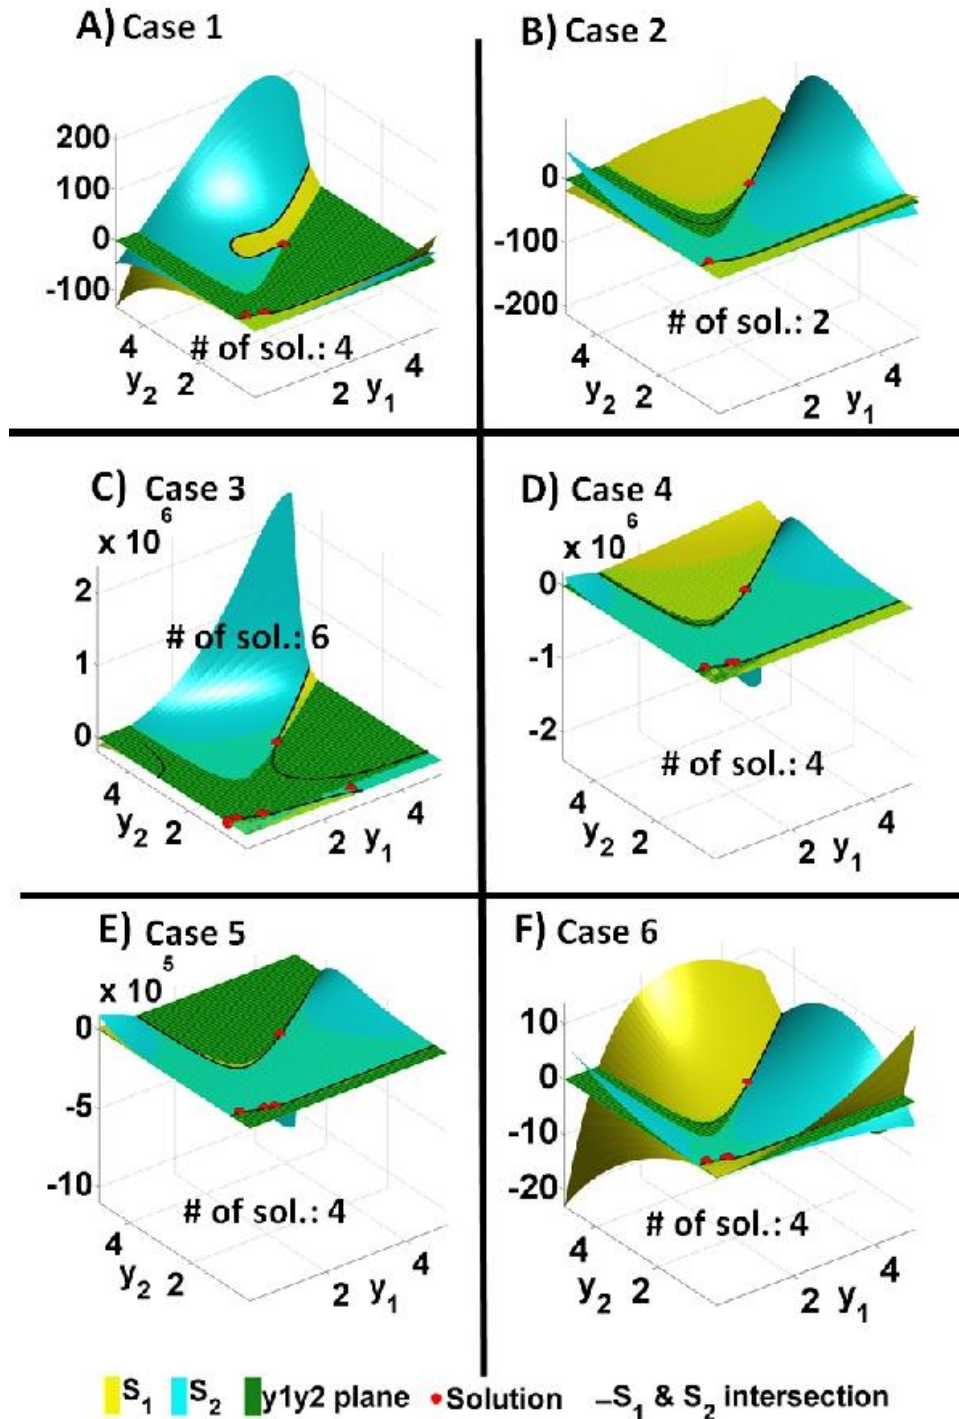 A) Case 1
200
100
0
-100
# of sol.: 4
4
y2 2
2 y1 4
B) Case 2
0
-100
-200
# of sol.: 2
4
y2 2
2 y1 4
C) Case 3
x 10^6
2
1
0
# of sol.: 6
4
y2 2
2 y1 4
D) Case 4
x 10^6
0
-1
-2
# of sol.: 4
4
y2 2
2 y1 4
E) Case 5
x 10^5
0
-5
-10
# of sol.: 4
4
y2 2
2 y1 4
F) Case 6
10
0
-10
-20
# of sol.: 4
4
y2 2
2 y1 4
S1 S2 y1y2 plane Solution –S1 & S2 intersection